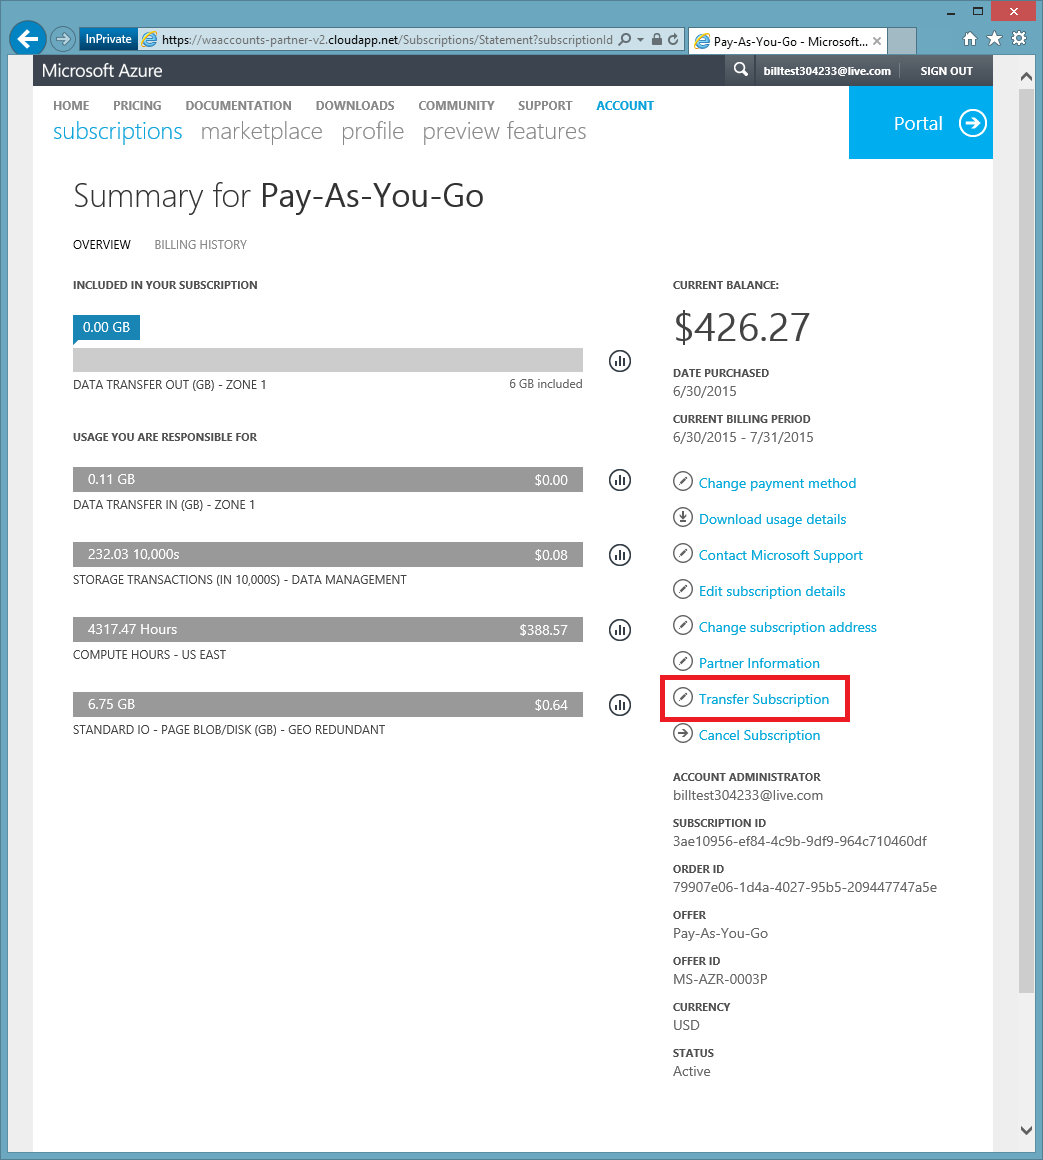 InPrivate
https://waaccounts-partner-v2.cloudapp.net/Subscriptions/Statement?subscriptionId
Pay-As-You-Go - Microsoft...
Microsoft Azure
billtest304233@live.com
SIGN OUT
HOME PRICING DOCUMENTATION DOWNLOADS COMMUNITY SUPPORT ACCOUNT
subscriptions marketplace profile preview features
Portal
Summary for Pay-As-You-Go
OVERVIEW BILLING HISTORY
INCLUDED IN YOUR SUBSCRIPTION
0.00 GB
DATA TRANSFER OUT (GB) - ZONE 1
6 GB included
USAGE YOU ARE RESPONSIBLE FOR
0.11 GB $0.00
DATA TRANSFER IN (GB) - ZONE 1
232.03 10,000s $0.08
STORAGE TRANSACTIONS (IN 10,000S) - DATA MANAGEMENT
4317.47 Hours $388.57
COMPUTE HOURS - US EAST
6.75 GB $0.64
STANDARD IO - PAGE BLOB/DISK (GB) - GEO REDUNDANT
CURRENT BALANCE:
$426.27
DATE PURCHASED
6/30/2015
CURRENT BILLING PERIOD
6/30/2015 - 7/31/2015
Change payment method
Download usage details
Contact Microsoft Support
Edit subscription details
Change subscription address
Partner Information
Transfer Subscription
Cancel Subscription
ACCOUNT ADMINISTRATOR
billtest304233@live.com
SUBSCRIPTION ID
3ae10956-ef84-4c9b-9df9-964c710460df
ORDER ID
79907e06-1d4a-4027-95b5-209447747a5e
OFFER
Pay-As-You-Go
OFFER ID
MS-AZR-0003P
CURRENCY
USD
STATUS
Active